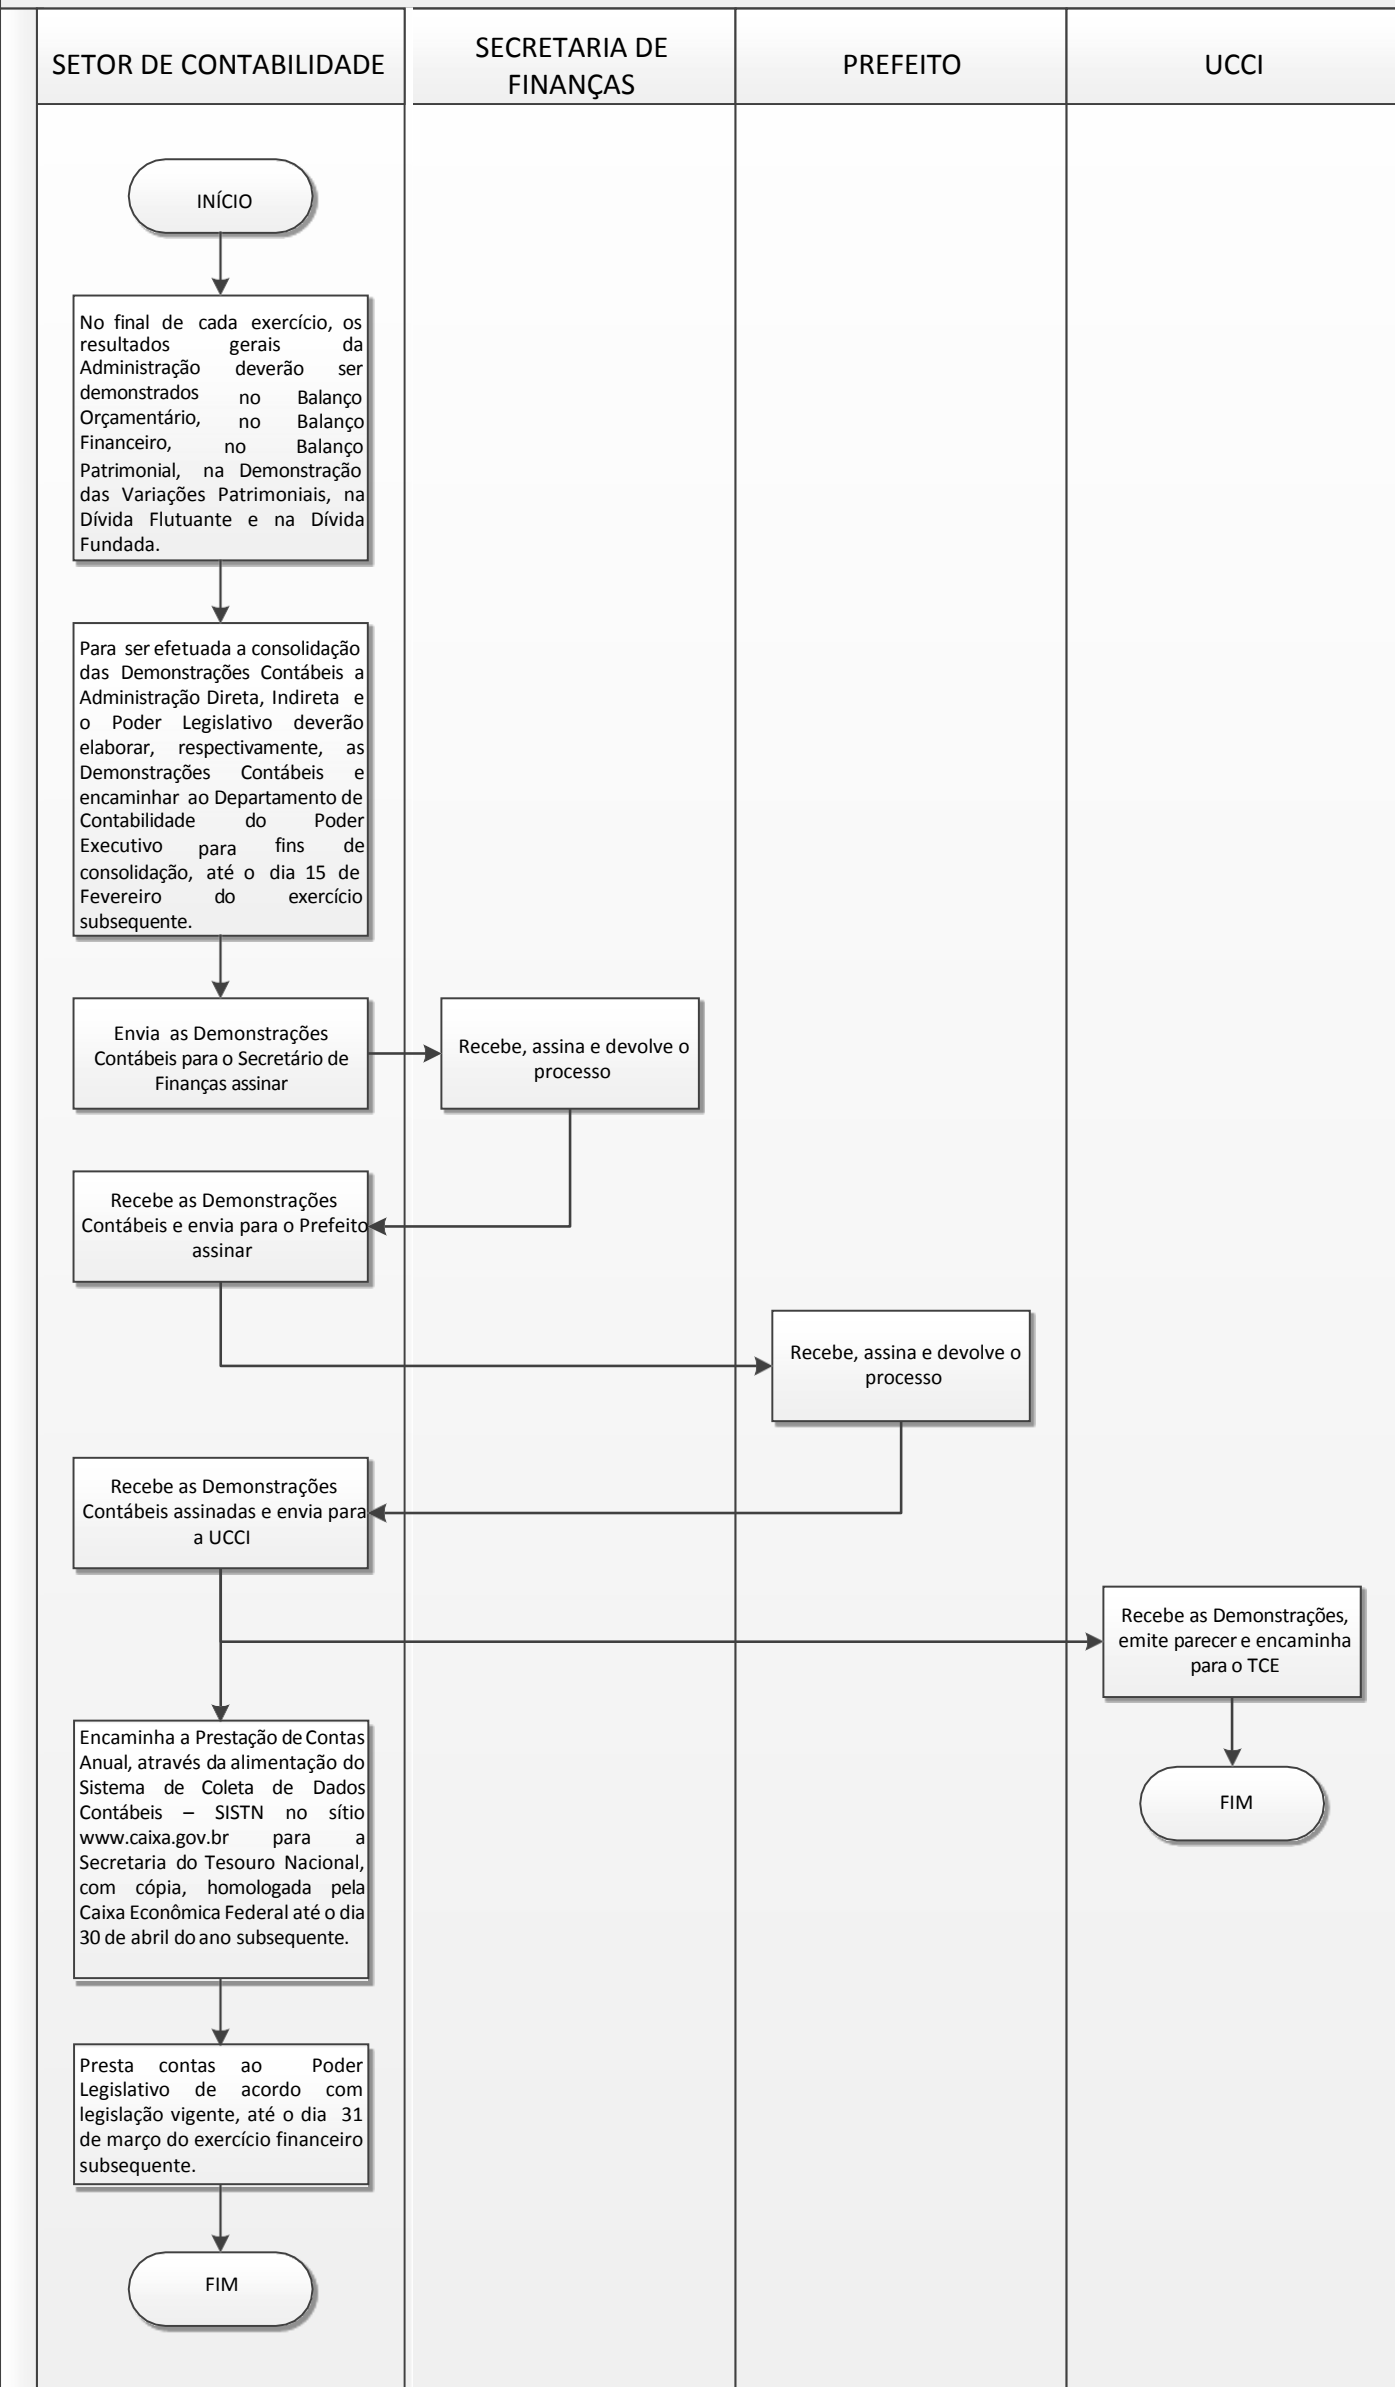 SETOR DE CONTABILIDADE
SECRETARIA DE
FINANÇAS
PREFEITO
UCCI
INÍCIO
No final de cada exercício, os
resultados gerais da
Administração deverão ser
demonstrados no Balanço
Orçamentário, no Balanço
Financeiro, no Balanço
Patrimonial, na Demonstração
das Variações Patrimoniais, na
Dívida Flutuante e na Dívida
Fundada.
Para ser efetuada a consolidação
das Demonstrações Contábeis a
Administração Direta, Indireta e
o Poder Legislativo deverão
elaborar, respectivamente, as
Demonstrações Contábeis e
encaminhar ao Departamento de
Contabilidade do Poder
Executivo para fins de
consolidação, até o dia 15 de
Fevereiro do exercício
subsequente.
Envia as Demonstrações
Contábeis para o Secretário de
Finanças assinar
Recebe, assina e devolve o
processo
Recebe as Demonstrações
Contábeis e envia para o Prefeito
assinar
Recebe, assina e devolve o
processo
Recebe as Demonstrações
Contábeis assinadas e envia para
a UCCI
Recebe as Demonstrações,
emite parecer e encaminha
para o TCE
FIM
Encaminha a Prestação de Contas
Anual, através da alimentação do
Sistema de Coleta de Dados
Contábeis – SISTN no sítio
www.caixa.gov.br para a
Secretaria do Tesouro Nacional,
com cópia, homologada pela
Caixa Econômica Federal até o dia
30 de abril do ano subsequente.
Presta contas ao Poder
Legislativo de acordo com
legislação vigente, até o dia 31
de março do exercício financeiro
subsequente.
FIM